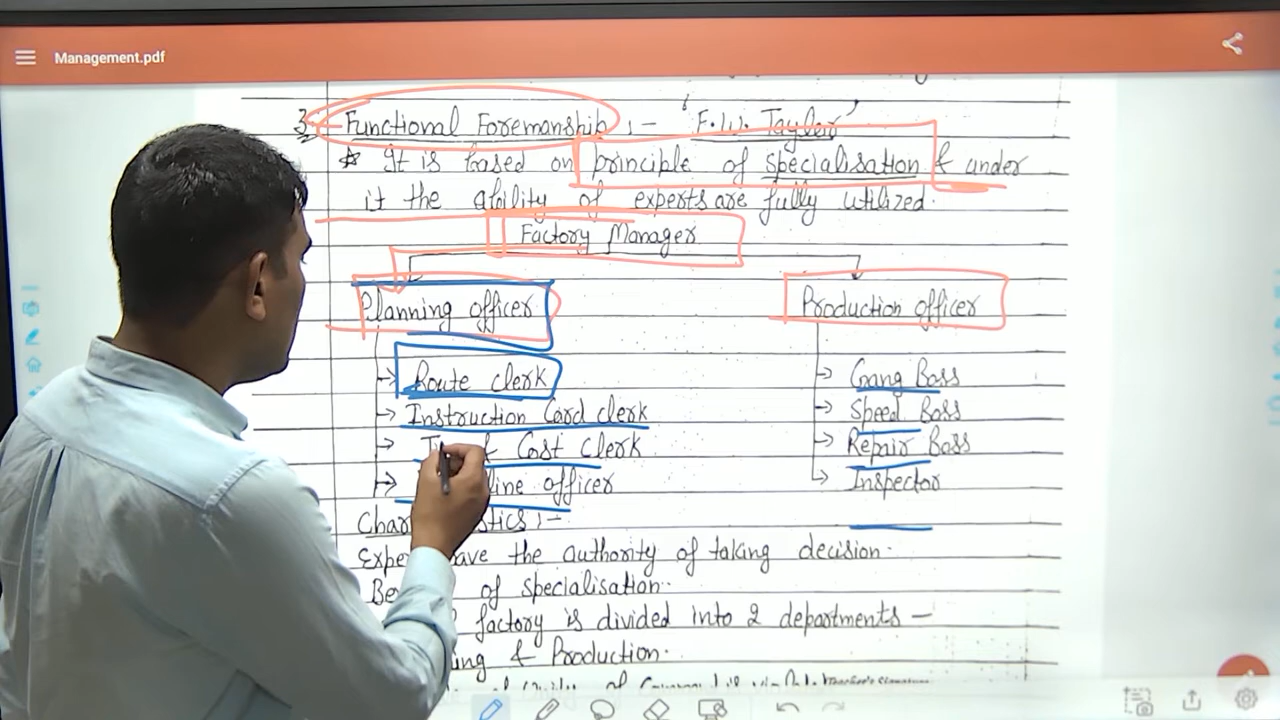 Management.pdf
3. Functional Foremanship :- 'F.W. Tayler'
☆ It is based on principle of specialisation & under
it the ability of experts are fully utilized.
Factory Manager
Planning officer
Production officer
→ Route clerk
→ Instruction Card clerk
→ & Cost Clerk
→ officer
→ Gang Boss
→ Speed Boss
→ Repair Boss
→ Inspector
:-
have the authority of taking decision.
of specialisation.
factory is divided into 2 departments -
& Production.
Teacher's Signature